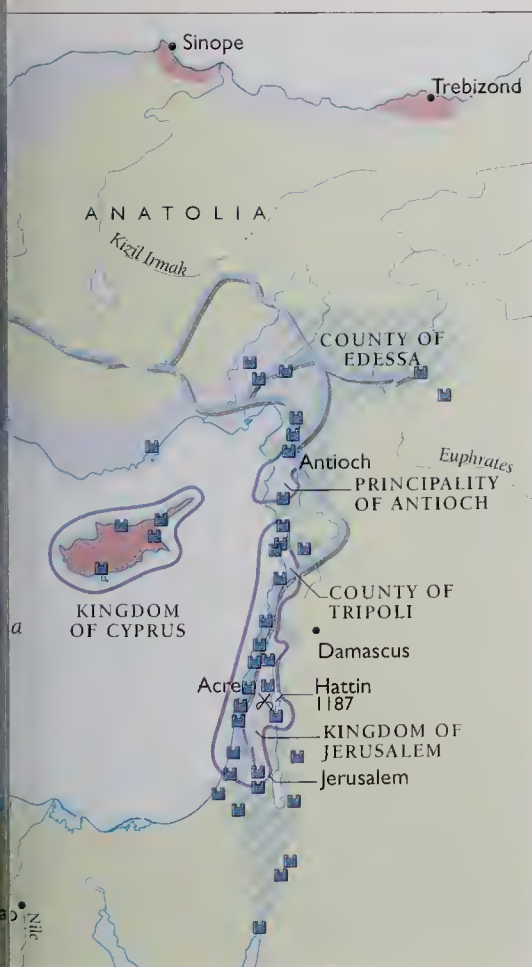 Sinope
Trebizond
ANATOLIA
Kizil Irmak
COUNTY OF
EDESSA
Antioch
Euphrates
PRINCIPALITY
OF ANTIOCH
COUNTY OF
TRIPOLI
KINGDOM
OF CYPRUS
a
Damascus
Acre
Hattin
1187
KINGDOM OF
JERUSALEM
Jerusalem
Nile